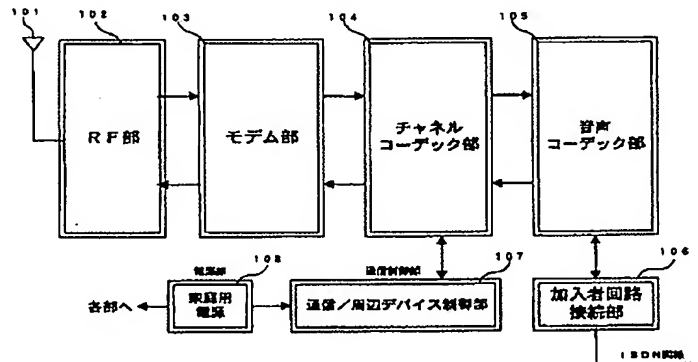 101
102
103
104
105
RF部
モデム部
チャネル
コーデック部
音声
コーデック部
電源部
108
通信制御部
107
106
各部へ
家庭用
電源
通信/周辺デバイス制御部
加入者回路
接続部
ISDN回線